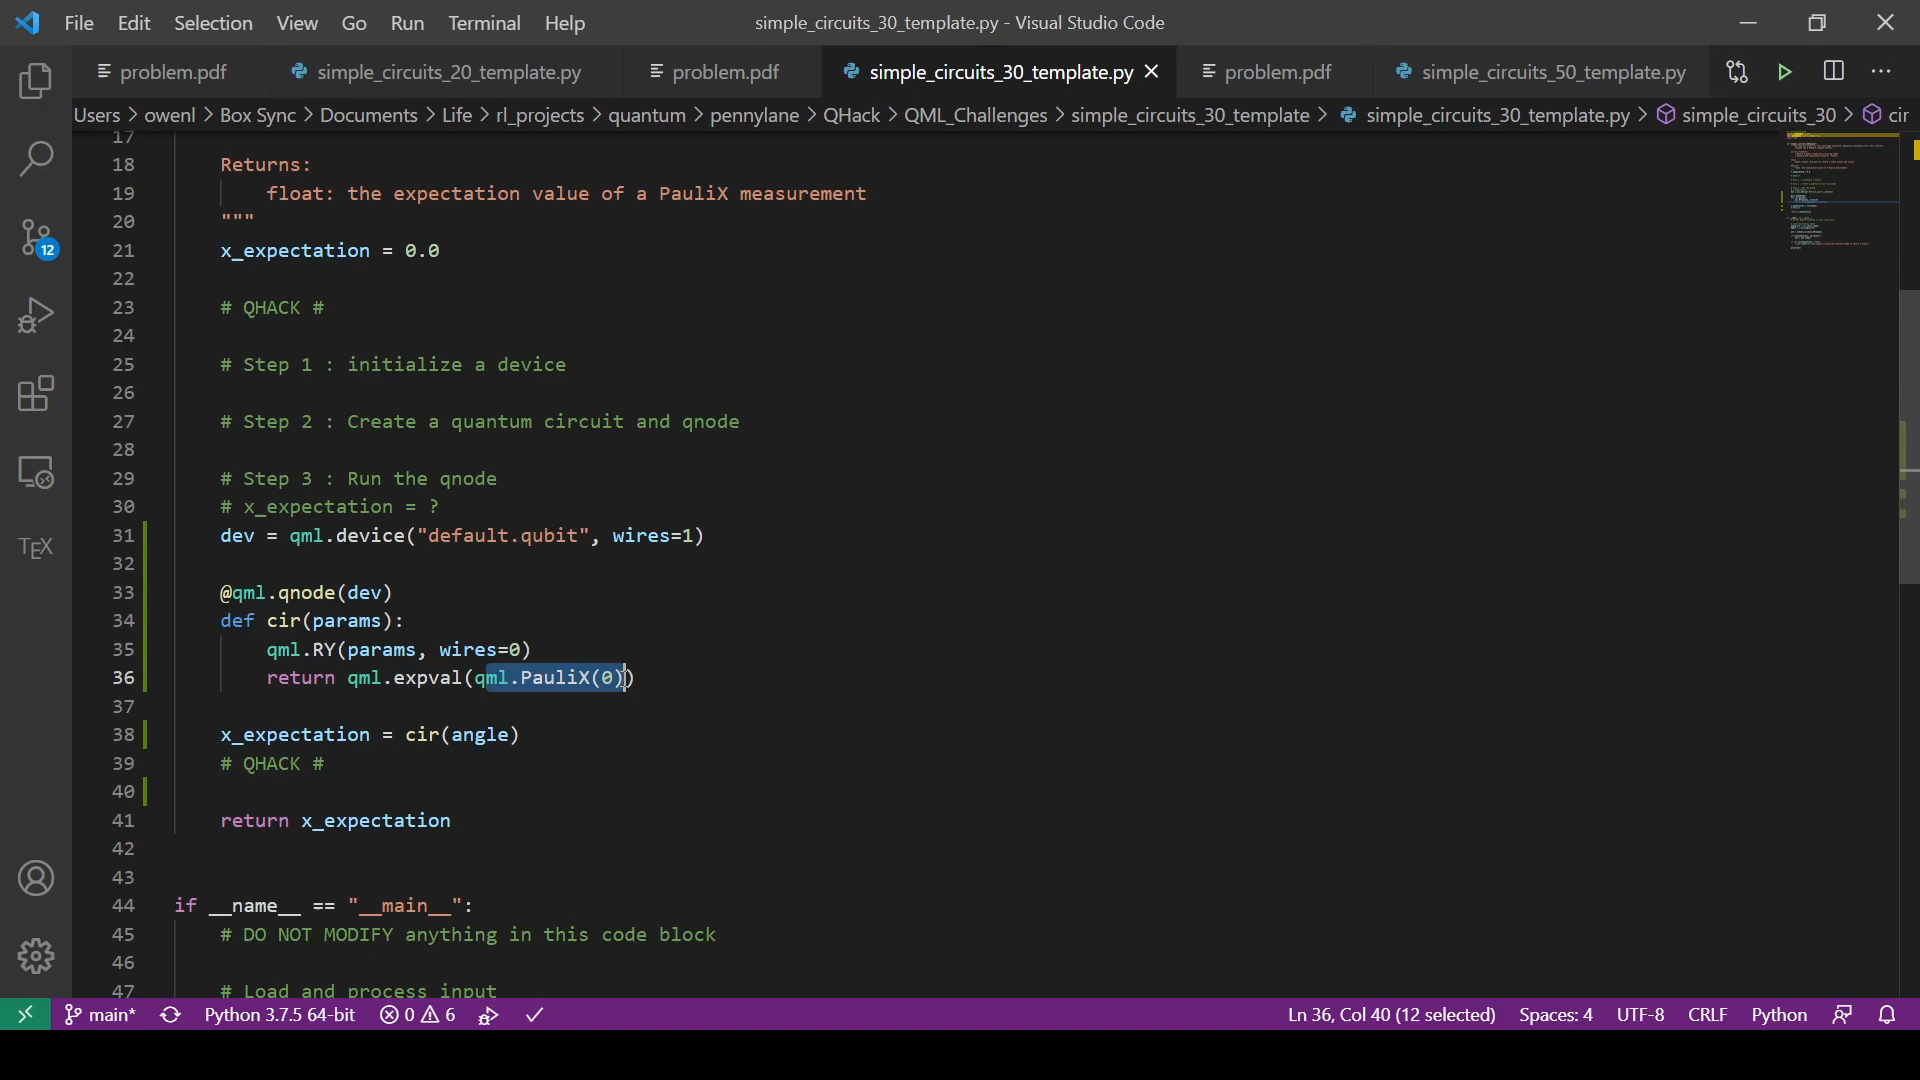 File Edit Selection View Go Run Terminal Help simple_circuits_30_template.py - Visual Studio Code
problem.pdf simple_circuits_20_template.py problem.pdf simple_circuits_30_template.py problem.pdf simple_circuits_50_template.py ...
Users > owenl > Box Sync > Documents > Life > rl_projects > quantum > pennylane > QHack > QML_Challenges > simple_circuits_30_template > simple_circuits_30_template.py > simple_circuits_30 > cir
17
18 Returns:
19 float: the expectation value of a PauliX measurement
20 """
21 x_expectation = 0.0
22
23 # QHACK #
24
25 # Step 1 : initialize a device
26
27 # Step 2 : Create a quantum circuit and qnode
28
29 # Step 3 : Run the qnode
30 # x_expectation = ?
31 dev = qml.device("default.qubit", wires=1)
32
33 @qml.qnode(dev)
34 def cir(params):
35 qml.RY(params, wires=0)
36 return qml.expval(qml.PauliX(0))
37
38 x_expectation = cir(angle)
39 # QHACK #
40
41 return x_expectation
42
43
44 if __name__ == "__main__":
45 # DO NOT MODIFY anything in this code block
46
47 # Load and process input
12
TEX
main* Python 3.7.5 64-bit 0 6 Ln 36, Col 40 (12 selected) Spaces: 4 UTF-8 CRLF Python